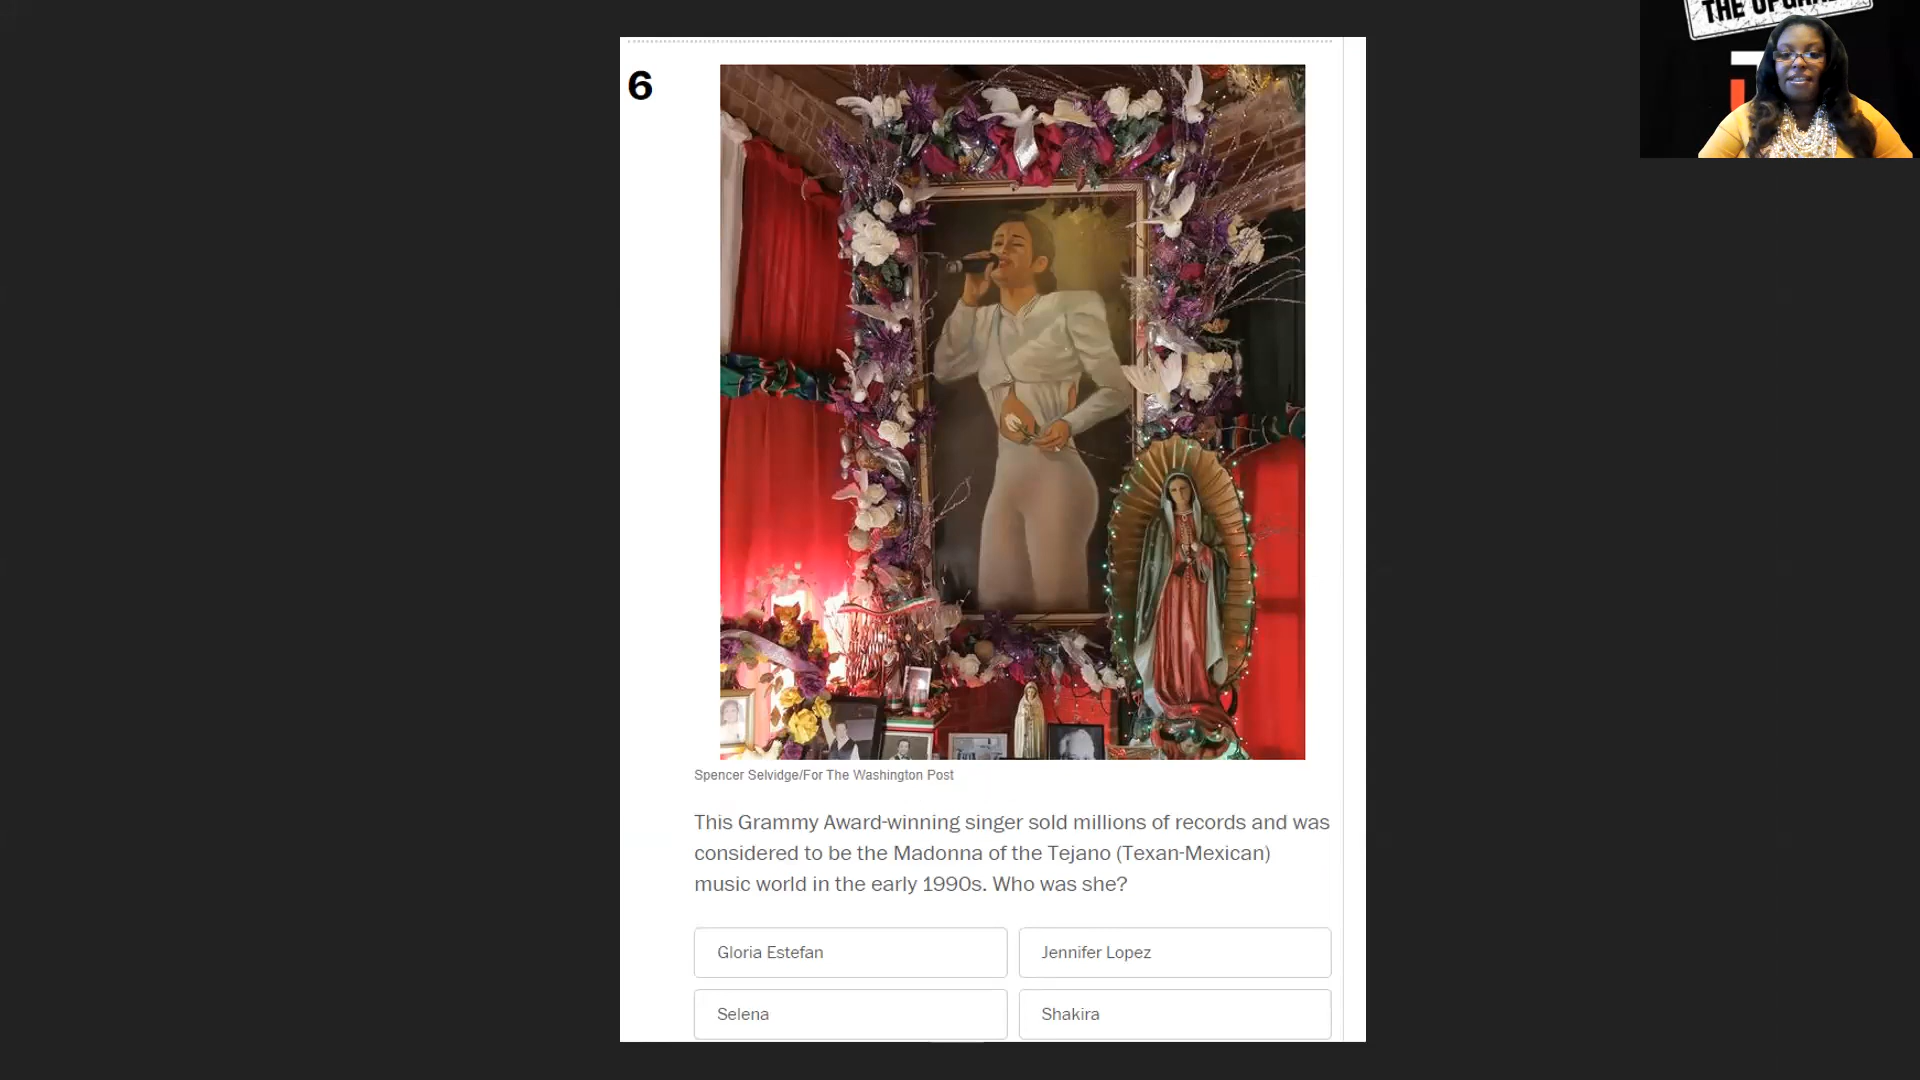 THE UPGRA
6
Spencer Selvidge/For The Washington Post
This Grammy Award-winning singer sold millions of records and was
considered to be the Madonna of the Tejano (Texan-Mexican)
music world in the early 1990s. Who was she?
Gloria Estefan
Jennifer Lopez
Selena
Shakira